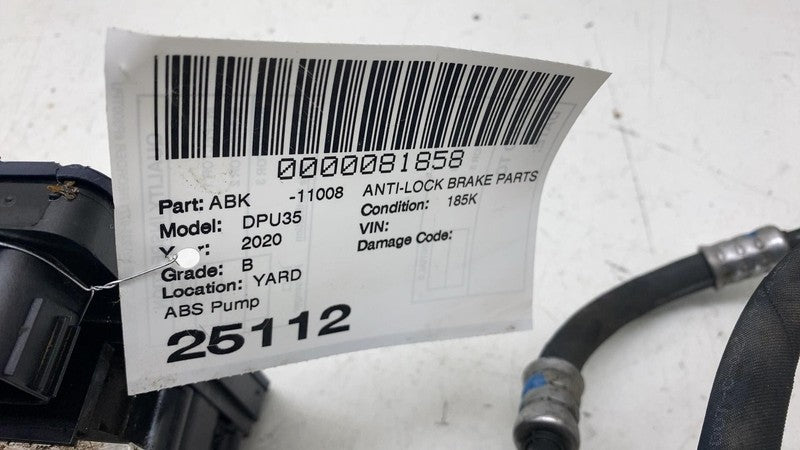 0000081858
Part: ABK -11008 ANTI-LOCK BRAKE PARTS
Model: DPU35 Condition: 185K
2020 VIN:
Grade: B Damage Code:
Location: YARD
ABS Pump
25112